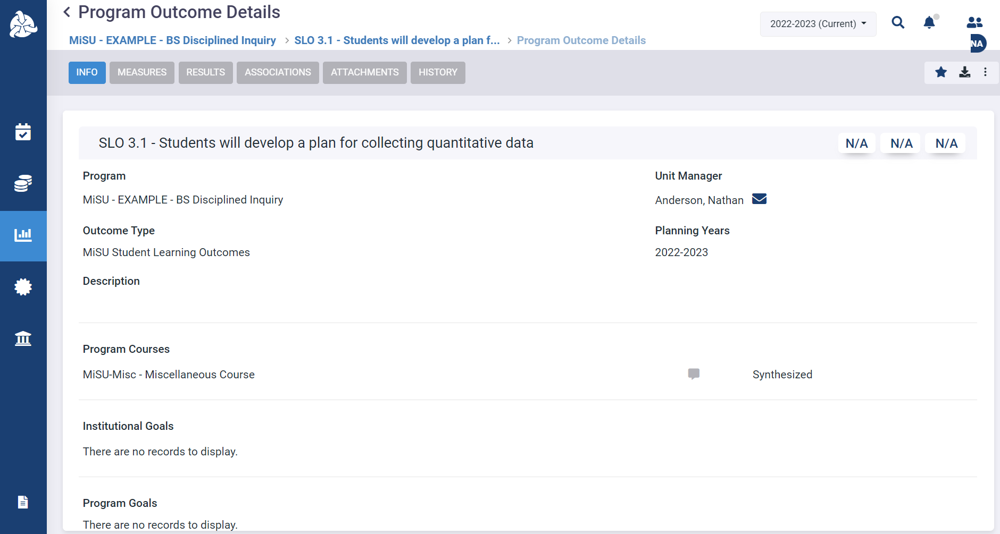 Program Outcome Details
2022-2023 (Current)
MiSU - EXAMPLE - BS Disciplined Inquiry > SLO 3.1 - Students will develop a plan f... > Program Outcome Details
NA
INFO MEASURES RESULTS ASSOCIATIONS ATTACHMENTS HISTORY
SLO 3.1 - Students will develop a plan for collecting quantitative data N/A N/A N/A
Program Unit Manager
MiSU - EXAMPLE - BS Disciplined Inquiry Anderson, Nathan
Outcome Type Planning Years
MiSU Student Learning Outcomes 2022-2023
Description
Program Courses
MiSU-Misc - Miscellaneous Course Synthesized
Institutional Goals
There are no records to display.
Program Goals
There are no records to display.